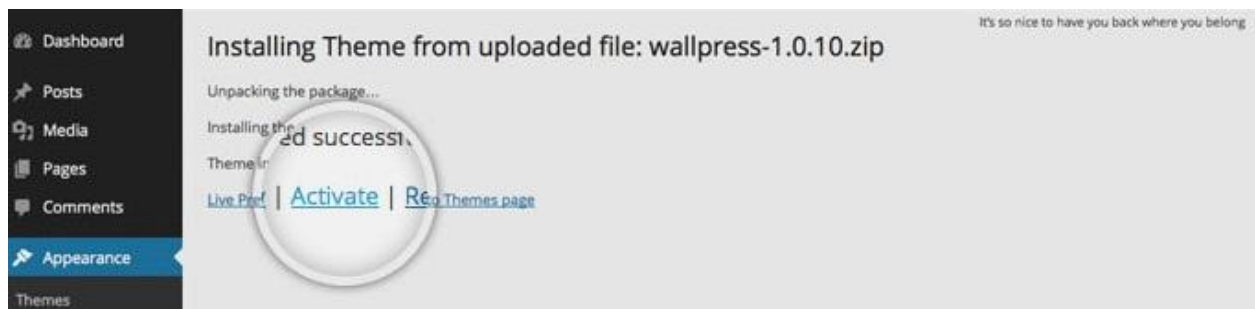 It's so nice to have you back where you belong
Dashboard
Installing Theme from uploaded file: wallpress-1.0.10.zip
Posts
Unpacking the package...
Media
Installing the
ed success
Pages
Theme in
Live Pre | Activate | Re to Themes page
Comments
Appearance
Themes